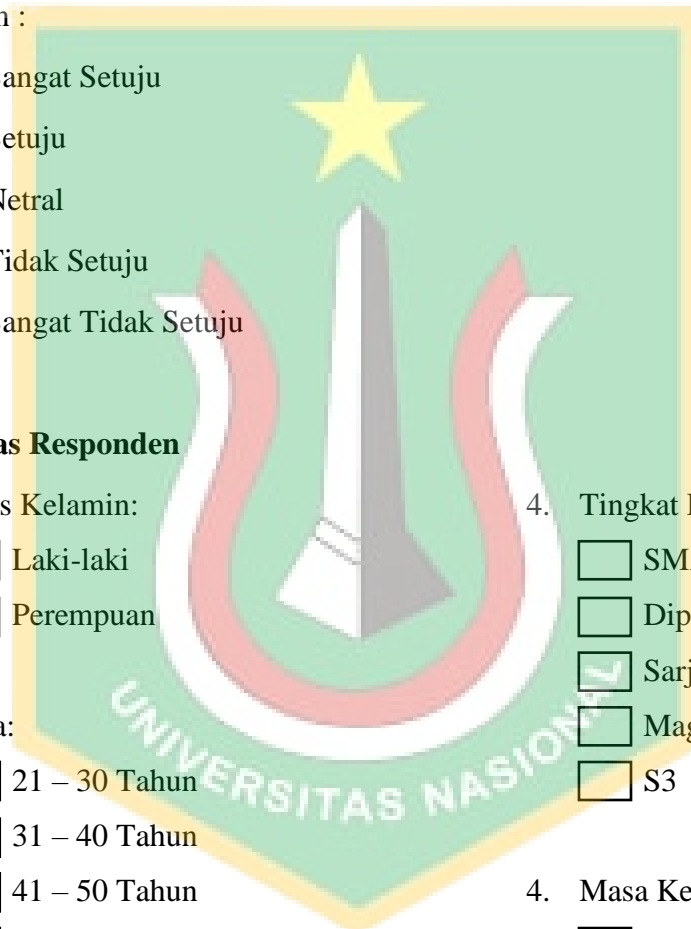 n :
angat Setuju
etuju
Netral
Tidak Setuju
angat Tidak Setuju
as Responden
s Kelamin:
Laki-laki
Perempuan
a:
21 – 30 Tahun
31 – 40 Tahun
41 – 50 Tahun
4. Tingkat
SM
Dip
Sarj
Mag
S3
4. Masa Ke
UNIVERSITAS NASIONAL